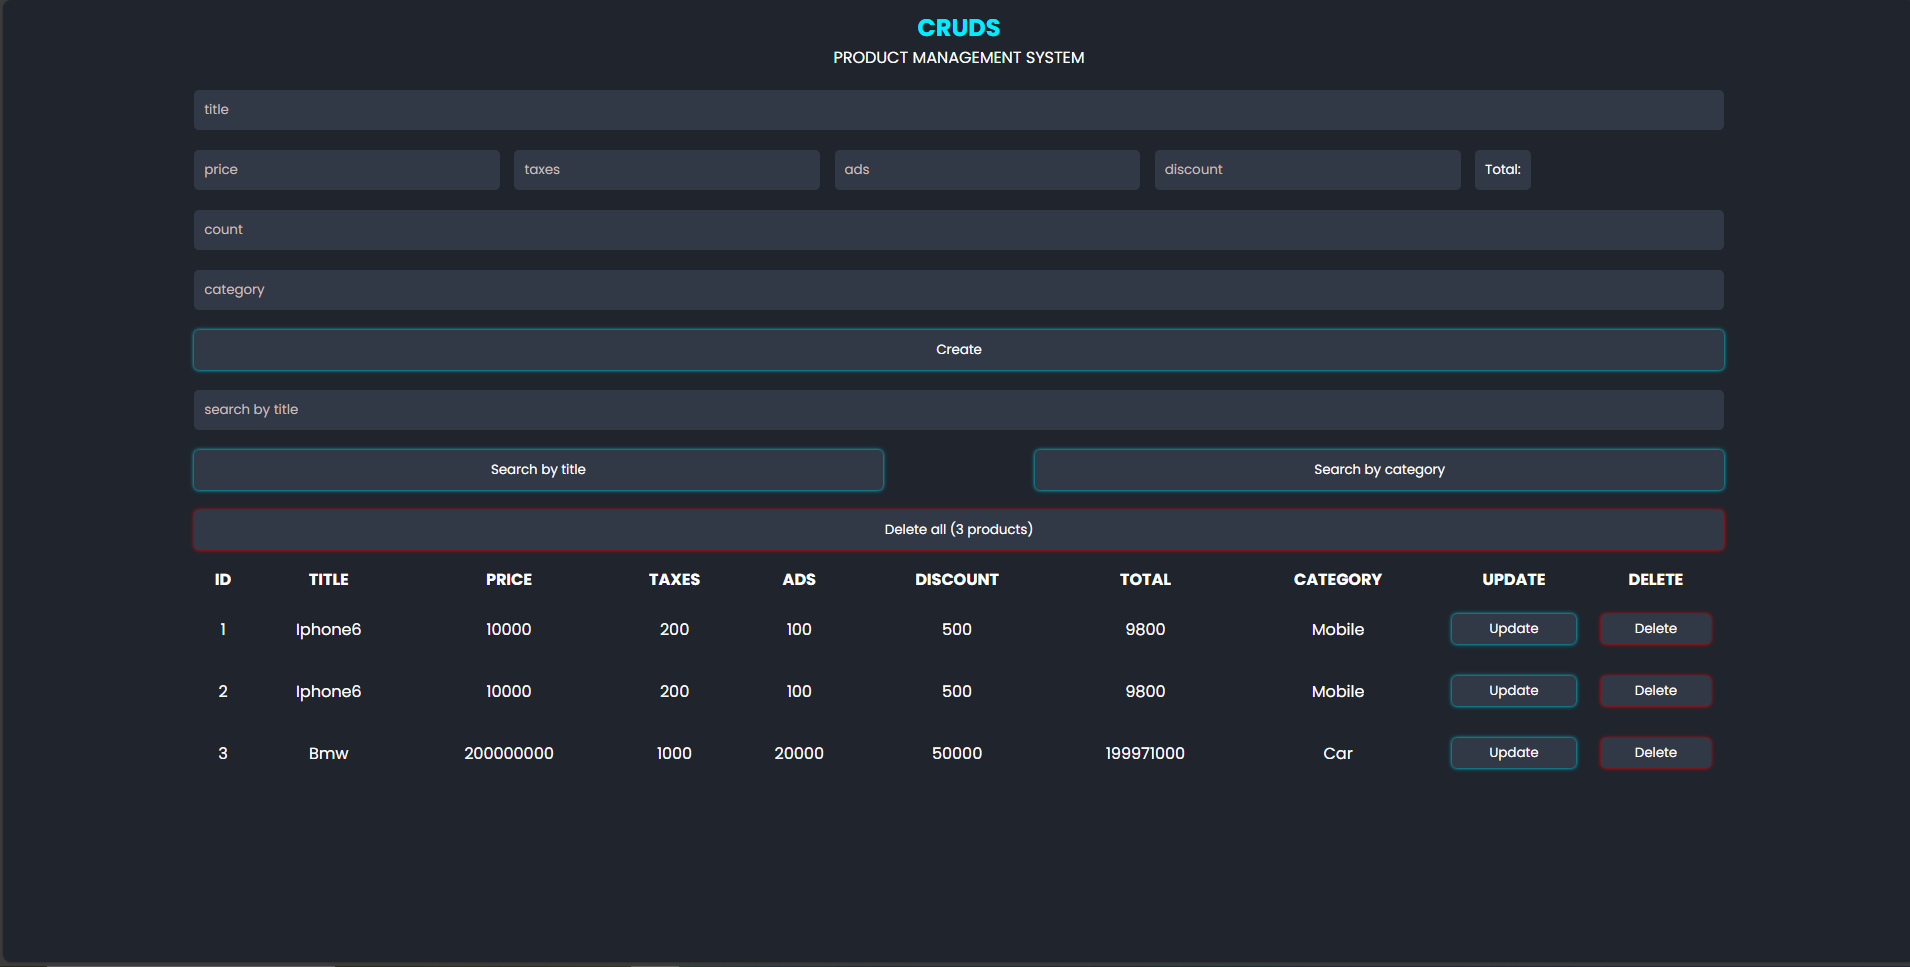 CRUDS
PRODUCT MANAGEMENT SYSTEM
title
price taxes ads discount Total:
count
category
Create
search by title
Search by title Search by category
Delete all (3 products)
ID TITLE PRICE TAXES ADS DISCOUNT TOTAL CATEGORY UPDATE DELETE
1 Iphone6 10000 200 100 500 9800 Mobile Update Delete
2 Iphone6 10000 200 100 500 9800 Mobile Update Delete
3 Bmw 200000000 1000 20000 50000 199971000 Car Update Delete